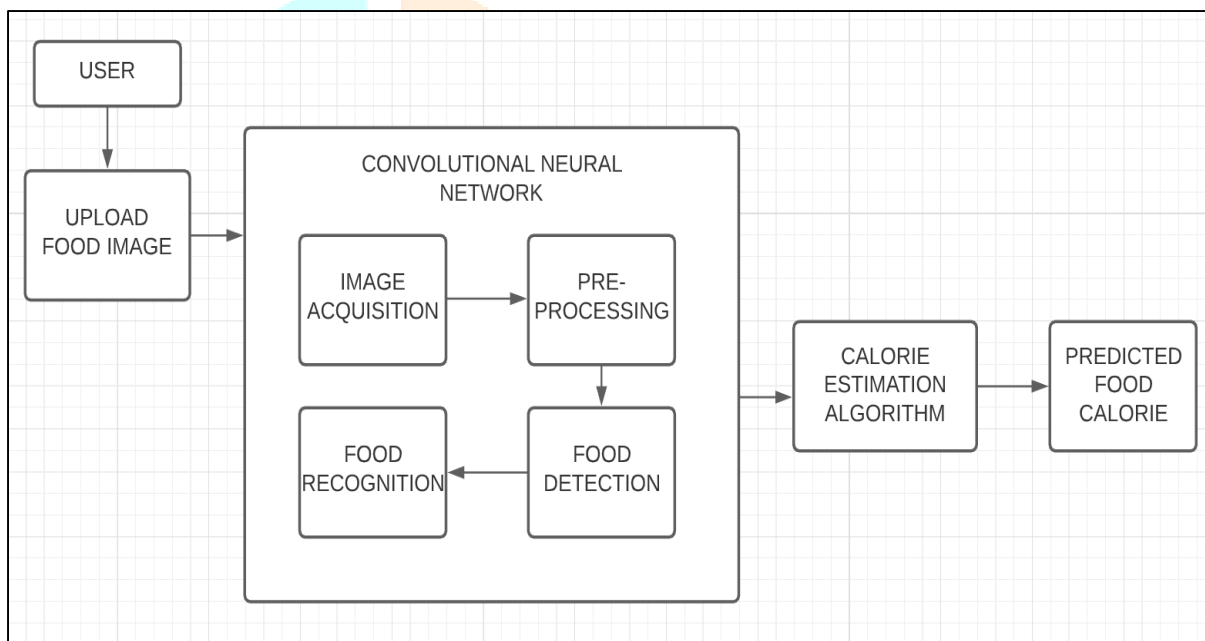 USER
UPLOAD
FOOD IMAGE
CONVOLUTIONAL NEURAL
NETWORK
IMAGE
ACQUISITION
PRE-
PROCESSING
FOOD
DETECTION
FOOD
RECOGNITION
CALORIE
ESTIMATION
ALGORITHM
PREDICTED
FOOD
CALORIE